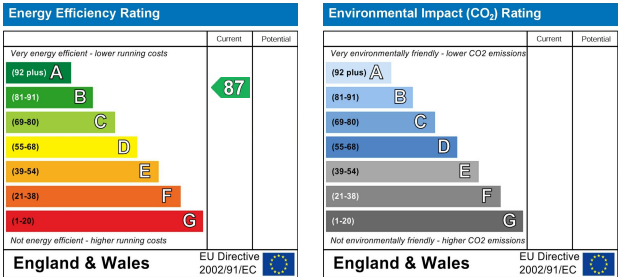 Energy Efficiency Rating
Current Potential
Very energy efficient - lower running costs
(92 plus) A
(81-91) B
87
(69-80) C
(55-68) D
(39-54) E
(21-38) F
(1-20) G
Not energy efficient - higher running costs
England & Wales
EU Directive
2002/91/EC
Environmental Impact (CO2) Rating
Current Potential
Very environmentally friendly - lower CO2 emissions
(92 plus) A
(81-91) B
(69-80) C
(55-68) D
(39-54) E
(21-38) F
(1-20) G
Not environmentally friendly - higher CO2 emissions
England & Wales
EU Directive
2002/91/EC